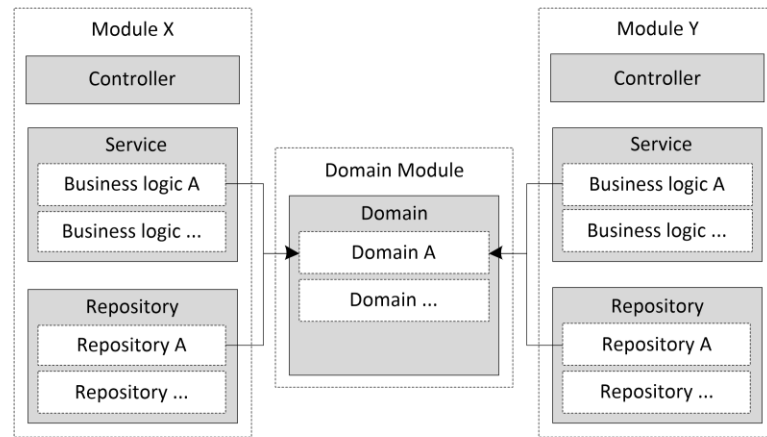 Module X
Controller
Service
Business logic A
Business logic ...
Repository
Repository A
Repository ...
Domain Module
Domain
Domain A
Domain ...
Module Y
Controller
Service
Business logic A
Business logic ...
Repository
Repository A
Repository ...